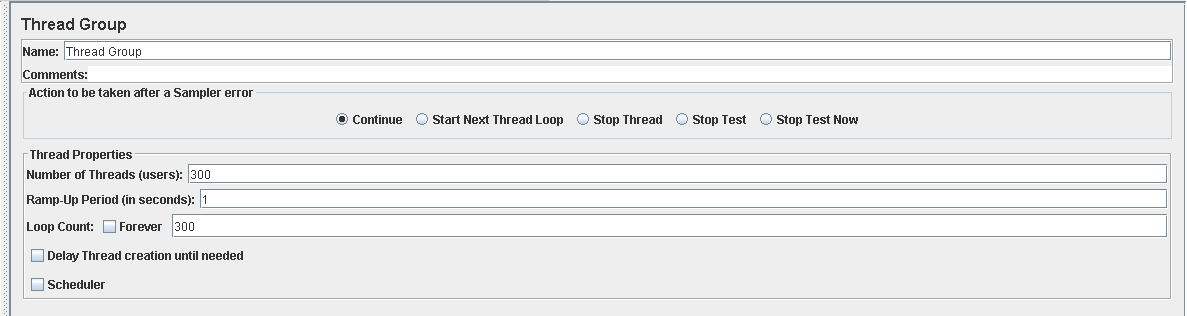 Thread Group
Name: Thread Group
Comments:
Action to be taken after a Sampler error
Continue Start Next Thread Loop Stop Thread Stop Test Stop Test Now
Thread Properties
Number of Threads (users): 300
Ramp-Up Period (in seconds): 1
Loop Count: Forever 300
Delay Thread creation until needed
Scheduler